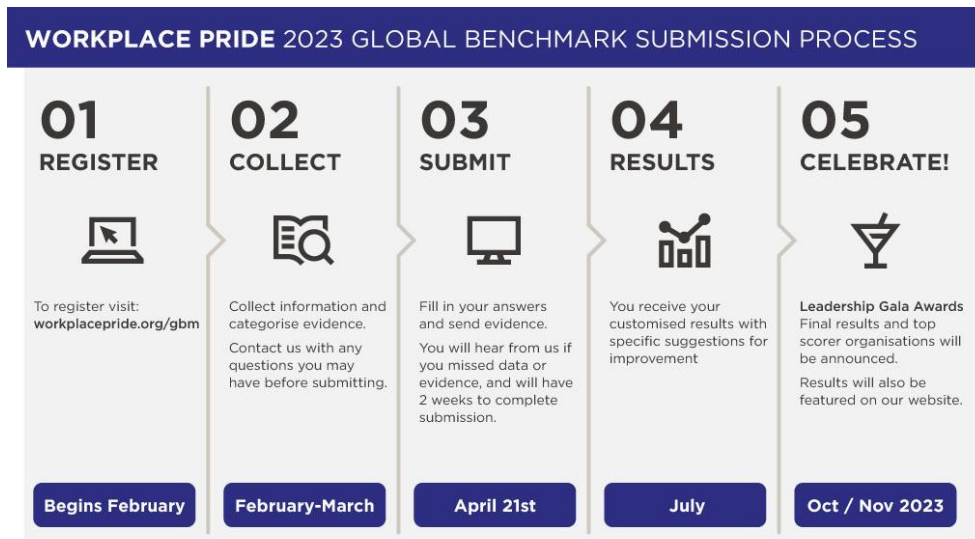 WORKPLACE PRIDE 2023 GLOBAL BENCHMARK SUBMISSION PROCESS
01
REGISTER
To register visit:
workplacepride.org/gbm
Begins February
02
COLLECT
Collect information and
categorise evidence.
Contact us with any
questions you may
have before submitting.
February-March
03
SUBMIT
Fill in your answers
and send evidence.
You will hear from us if
you missed data or
evidence, and will have
2 weeks to complete
submission.
April 21st
04
RESULTS
You receive your
customised results with
specific suggestions for
improvement
July
05
CELEBRATE!
Leadership Gala Awards
Final results and top
scorer organisations will
be announced.
Results will also be
featured on our website.
Oct / Nov 2023